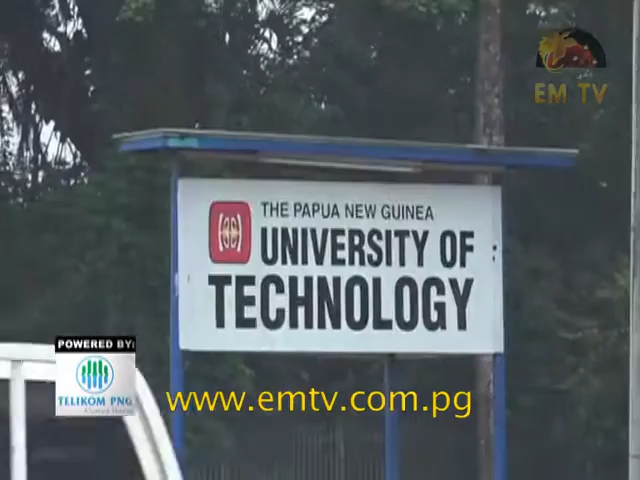 EM TV
THE PAPUA NEW GUINEA
UNIVERSITY OF
TECHNOLOGY
POWERED BY:
TELIKOM PNG
www.emtv.com.pg